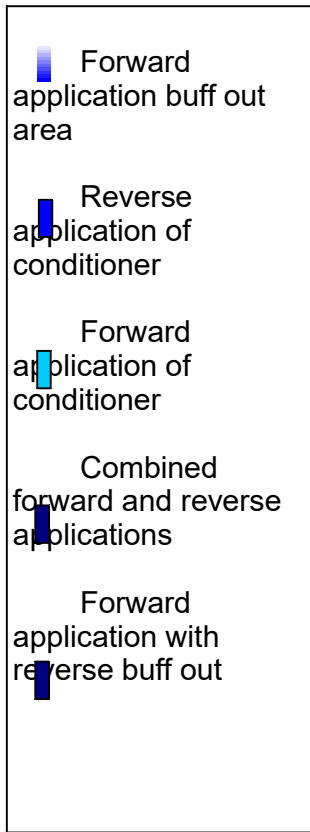 Forward
application buff out
area
Reverse
application of
conditioner
Forward
application of
conditioner
Combined
forward and reverse
applications
Forward
application with
reverse buff out